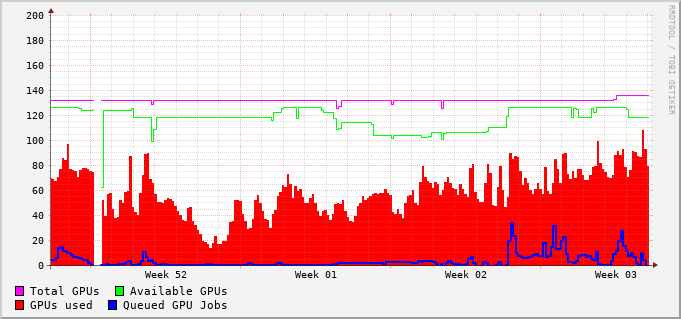 200
180
160
140
120
100
80
60
40
20
0
Week 52 Week 01 Week 02 Week 03
Total GPUs Available GPUs
GPUs used Queued GPU Jobs
RRDTOOL / TOBI OETIKER